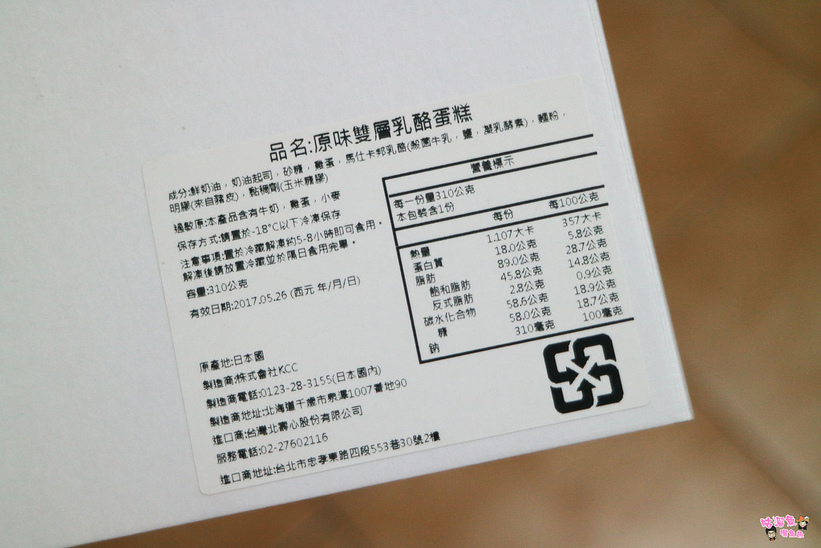 品名:原味雙層乳酪蛋糕
成分:鮮奶油，奶油起司，砂糖，雞蛋，馬仕卡邦乳酪(殺菌牛乳，鹽，凝乳酵素)，麵粉，
明膠(來自豬皮)，黏稠劑(玉米糖膠)
過敏原:本產品含有牛奶，雞蛋，小麥
保存方式:請置於-18°C以下冷凍保存
注意事項:置於冷藏解凍約5-8小時即可食用。
解凍後請放置冷藏並於隔日食用完畢。
容量:310公克
有效日期:2017.05.26 (西元 年/月/日)
營養標示
每一份量310公克
本包裝含1份
每份 每100公克
熱量 1,107大卡 357大卡
蛋白質 18.0公克 5.8公克
脂肪 89.0公克 28.7公克
飽和脂肪 45.8公克 14.8公克
反式脂肪 2.8公克 0.9公克
碳水化合物 58.6公克 18.9公克
糖 58.0公克 18.7公克
鈉 310毫克 100毫克
原產地:日本國
製造商:株式會社KCC
製造商電話:0123-28-3155(日本國內)
製造商地址:北海道千歲市泉澤1007番地90
進口商:台灣北壽心股份有限公司
服務電話:02-27602116
進口商地址:台北市忠孝東路四段553巷30號2樓